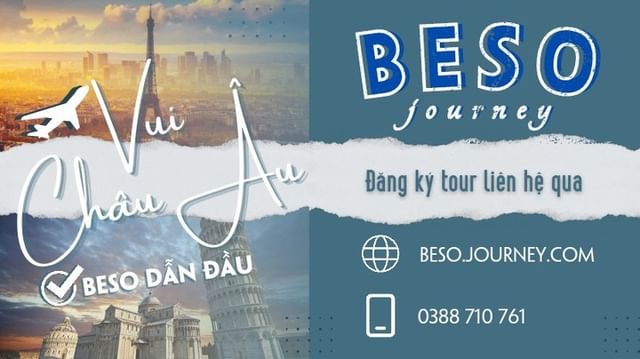 Vui
Châu Âu
BESO DẪN ĐẦU
BESO
journey
Đăng ký tour liên hệ qua
BESO.JOURNEY.COM
0388 710 761